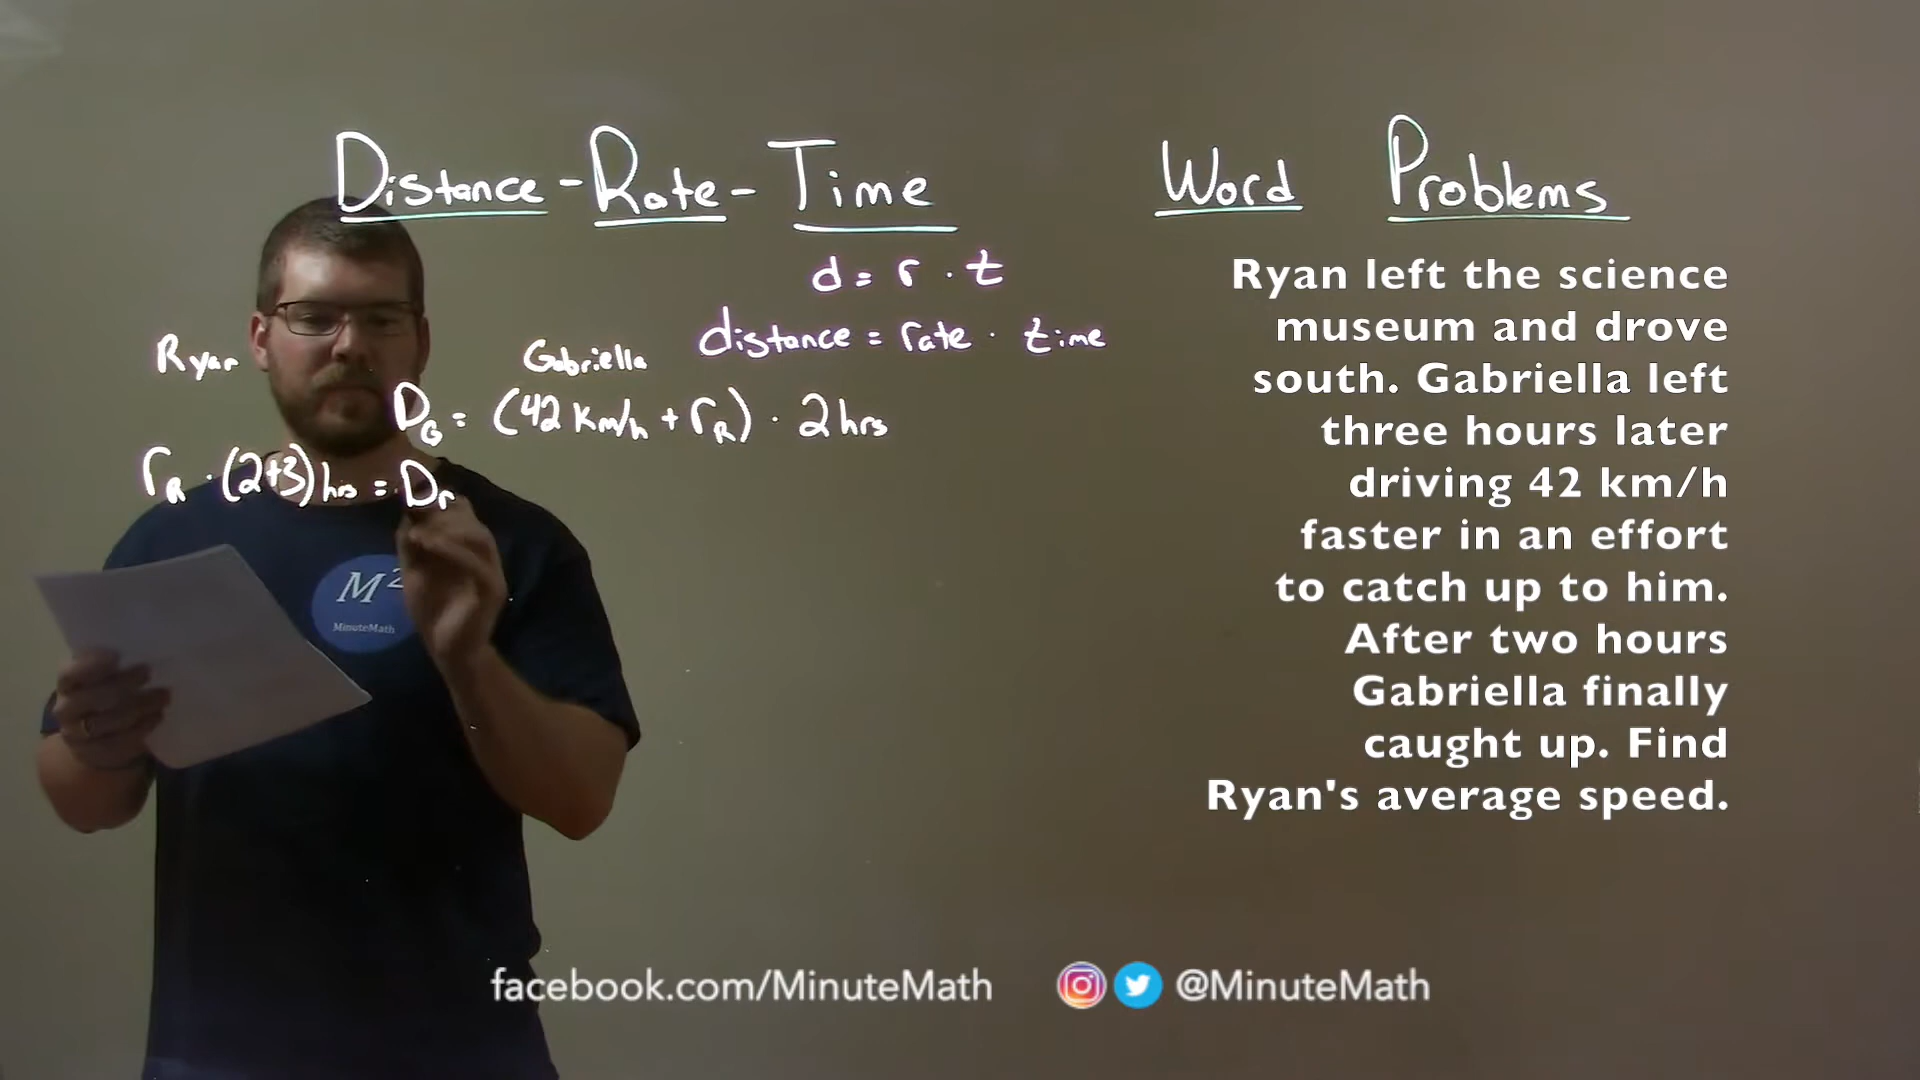 Distance-Rate-Time Word Problems
d = r · t
distance = rate · time
Ryan
Gabriella
D_G = (42 km/h + r_R) · 2 hrs
r_R · (2+3) hrs = D_r
M²
MinuteMath
Ryan left the science
museum and drove
south. Gabriella left
three hours later
driving 42 km/h
faster in an effort
to catch up to him.
After two hours
Gabriella finally
caught up. Find
Ryan's average speed.
facebook.com/MinuteMath
@MinuteMath